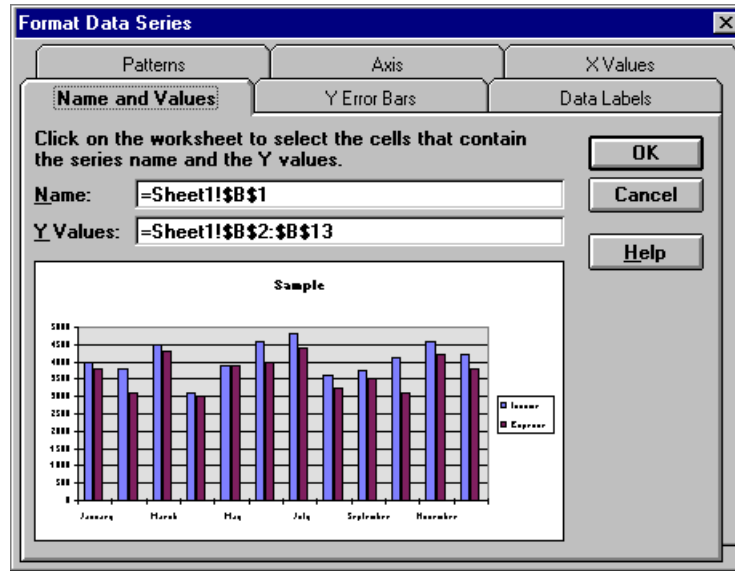 Format Data Series
Patterns Axis X Values
Name and Values Y Error Bars Data Labels
Click on the worksheet to select the cells that contain
the series name and the Y values.
OK
Name: =Sheet1!$B$1
Cancel
Y Values: =Sheet1!$B$2:$B$13
Help
Sample
5000
4500
4000
3500
3000
2500
2000
1500
1000
500
0
Income
Expense
January March May July September November